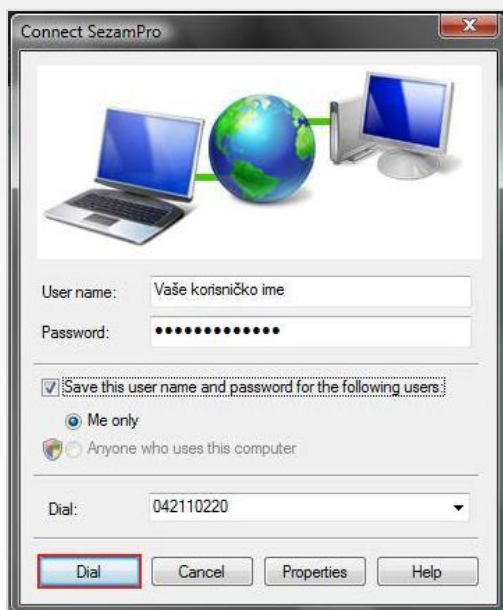 Connect SezamPro
User name: Vaše korisničko ime
Password: •••••••••••••
Save this user name and password for the following users:
Me only
Anyone who uses this computer
Dial: 042110220
Dial Cancel Properties Help